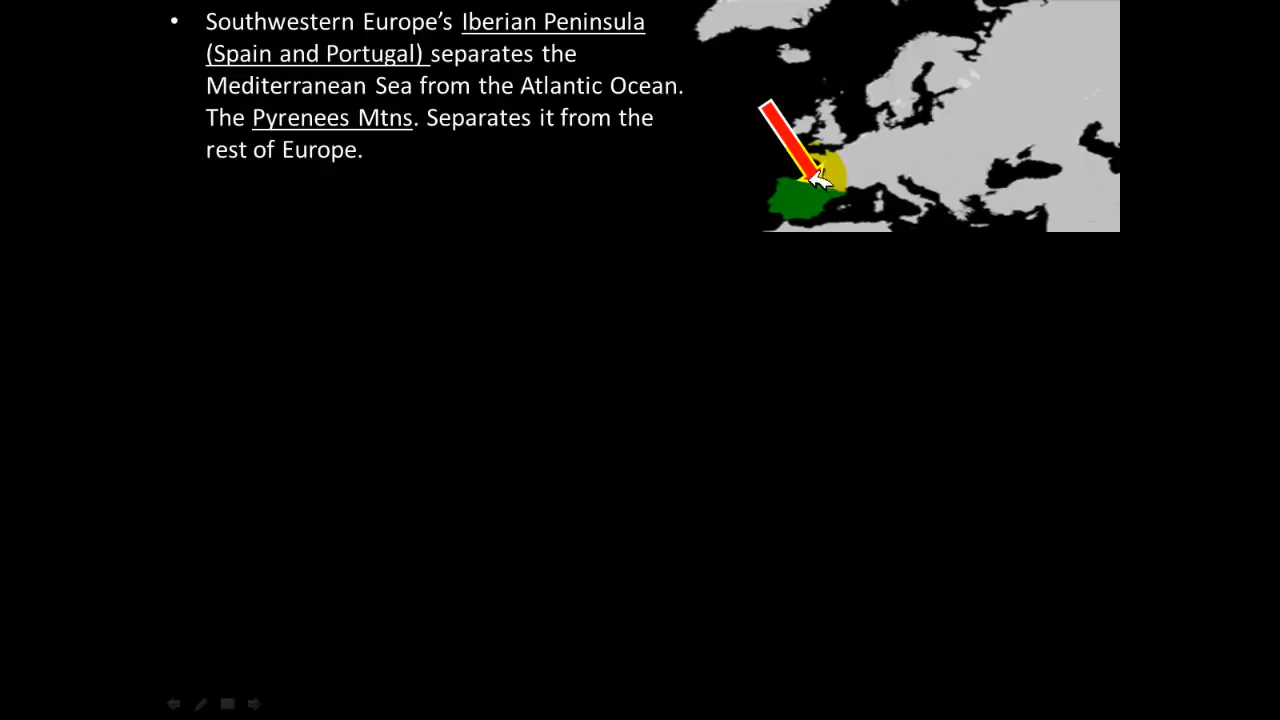 • Southwestern Europe’s Iberian Peninsula
(Spain and Portugal) separates the
Mediterranean Sea from the Atlantic Ocean.
The Pyrenees Mtns. Separates it from the
rest of Europe.